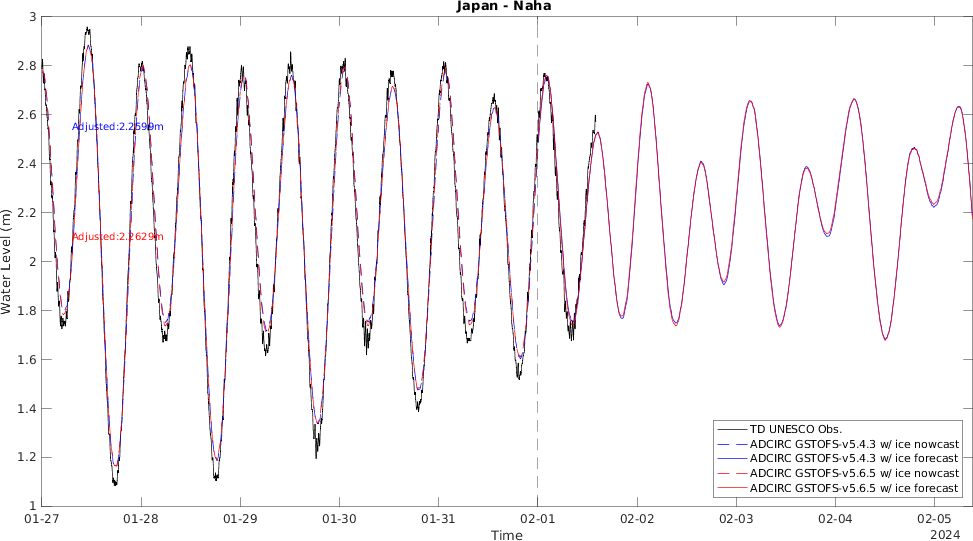 Japan - Naha
3
2.8
2.6
2.4
2.2
2
1.8
1.6
1.4
1.2
1
Water Level (m)
Adjusted:2.2599m
Adjusted:2.2629m
TD UNESCO Obs.
ADCIRC GSTOFS-v5.4.3 w/ ice nowcast
ADCIRC GSTOFS-v5.4.3 w/ ice forecast
ADCIRC GSTOFS-v5.6.5 w/ ice nowcast
ADCIRC GSTOFS-v5.6.5 w/ ice forecast
01-27 01-28 01-29 01-30 01-31 02-01 02-02 02-03 02-04 02-05
Time
2024